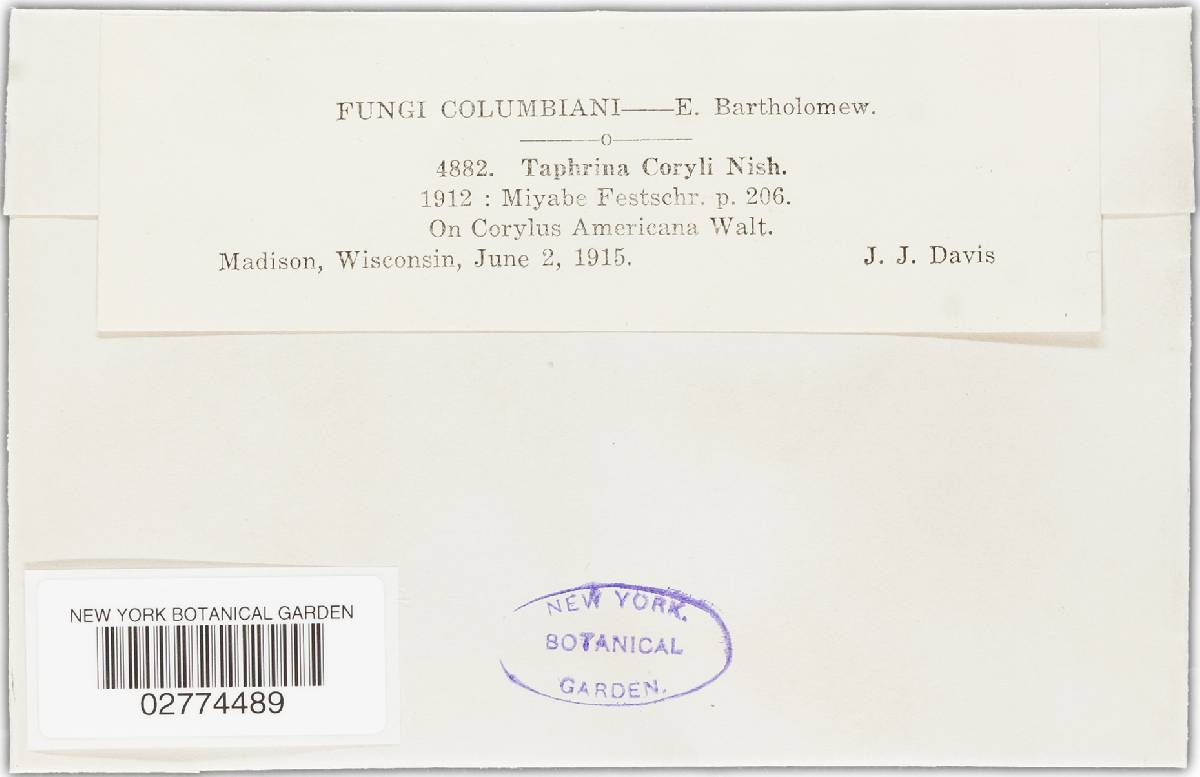 FUNGI COLUMBIANI——E. Bartholomew.
———o———
4882. Taphrina Coryli Nish.
1912 : Miyabe Festschr. p. 206.
On Corylus Americana Walt.
Madison, Wisconsin, June 2, 1915. J. J. Davis
NEW YORK BOTANICAL GARDEN
02774489
NEW YORK.
BOTANICAL
GARDEN.